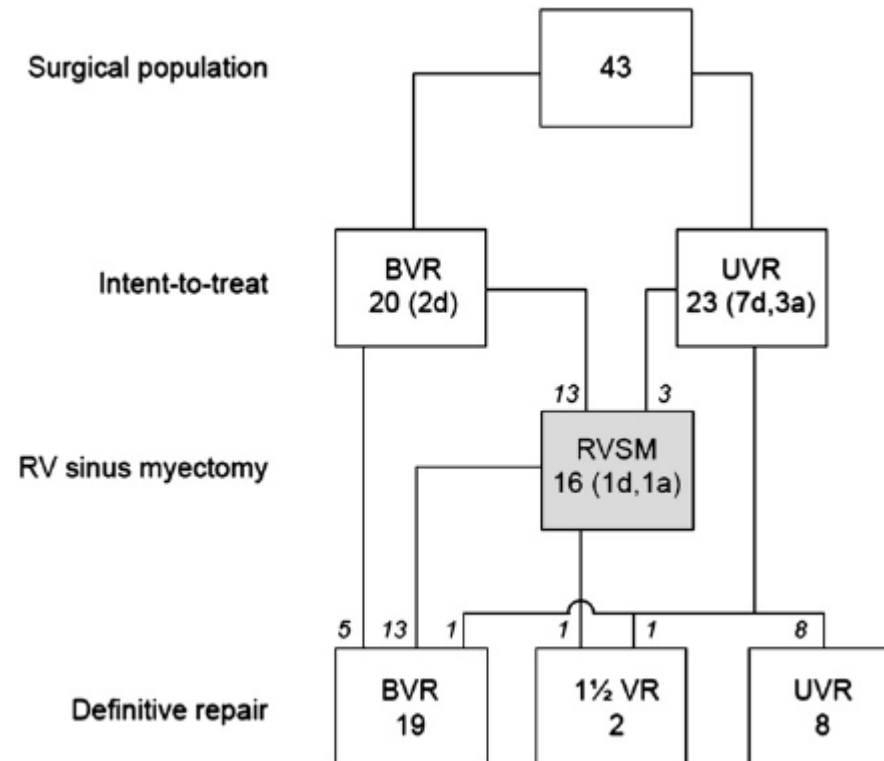 Surgical population
43
Intent-to-treat
BVR
20 (2d)
UVR
23 (7d,3a)
13
3
RV sinus myectomy
RVSM
16 (1d,1a)
5
13
1
1
1
8
Definitive repair
BVR
19
1½ VR
2
UVR
8